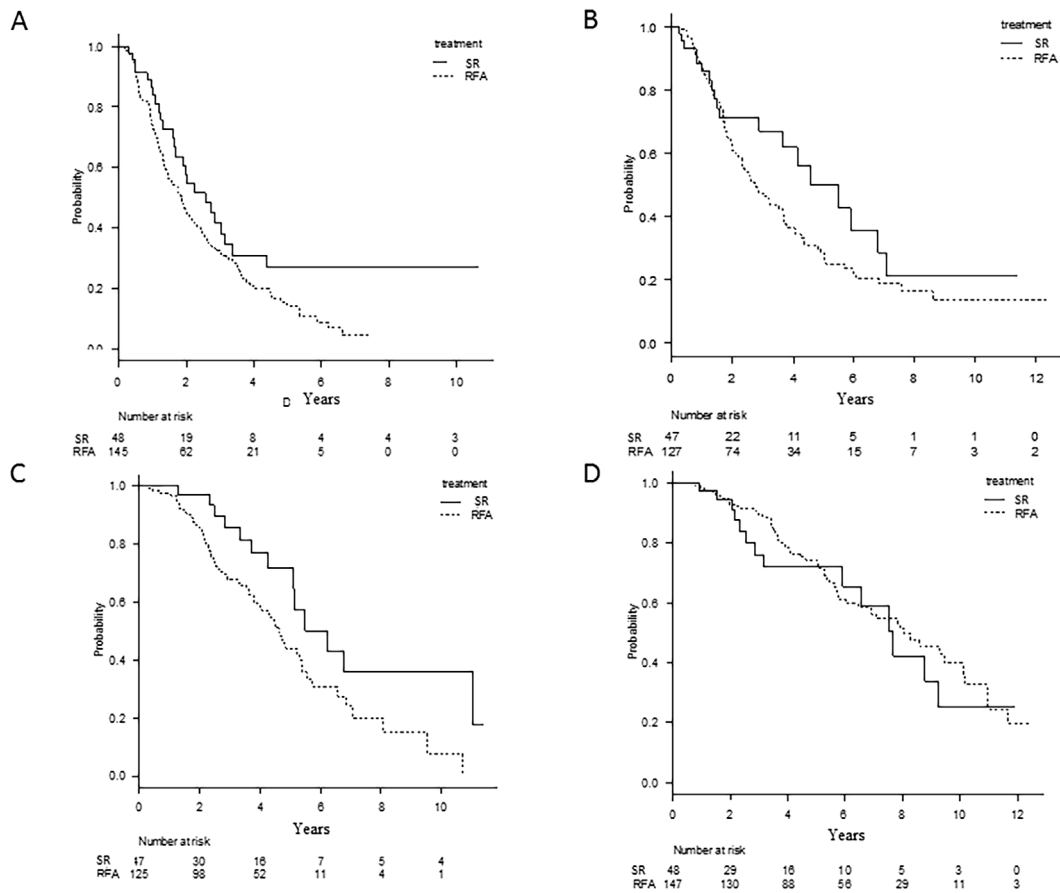 A
treatment
SR
RFA
Probability
1.0
0.8
0.6
0.4
0.2
0.0
0 2 4 6 8 10
D Years
Number at risk
SR 48 19 8 4 4 3
RFA 145 62 21 5 0 0
B
treatment
SR
RFA
Probability
1.0
0.8
0.6
0.4
0.2
0.0
0 2 4 6 8 10 12
Years
Number at risk
SR 47 22 11 5 1 1 0
RFA 127 74 34 15 7 3 2
C
treatment
SR
RFA
Probability
1.0
0.8
0.6
0.4
0.2
0.0
0 2 4 6 8 10
Years
Number at risk
SR 47 30 16 7 5 4
RFA 125 98 52 11 4 1
D
treatment
SR
RFA
Probability
1.0
0.8
0.6
0.4
0.2
0.0
0 2 4 6 8 10 12
Years
Number at risk
SR 48 29 16 10 5 3 0
RFA 147 130 88 56 29 11 3